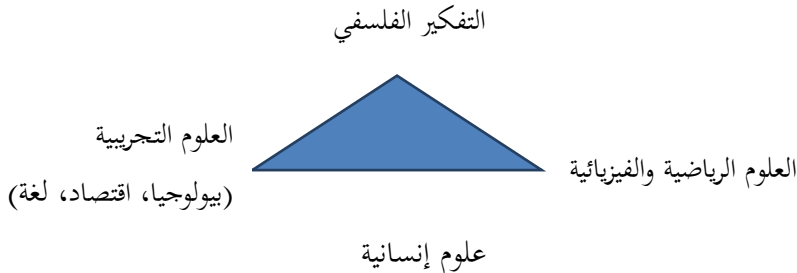 التفكير الفلسفي
العلوم الرياضية والفيزيائية
العلوم التجريبية
(بيولوجيا، اقتصاد، لغة)
علوم إنسانية